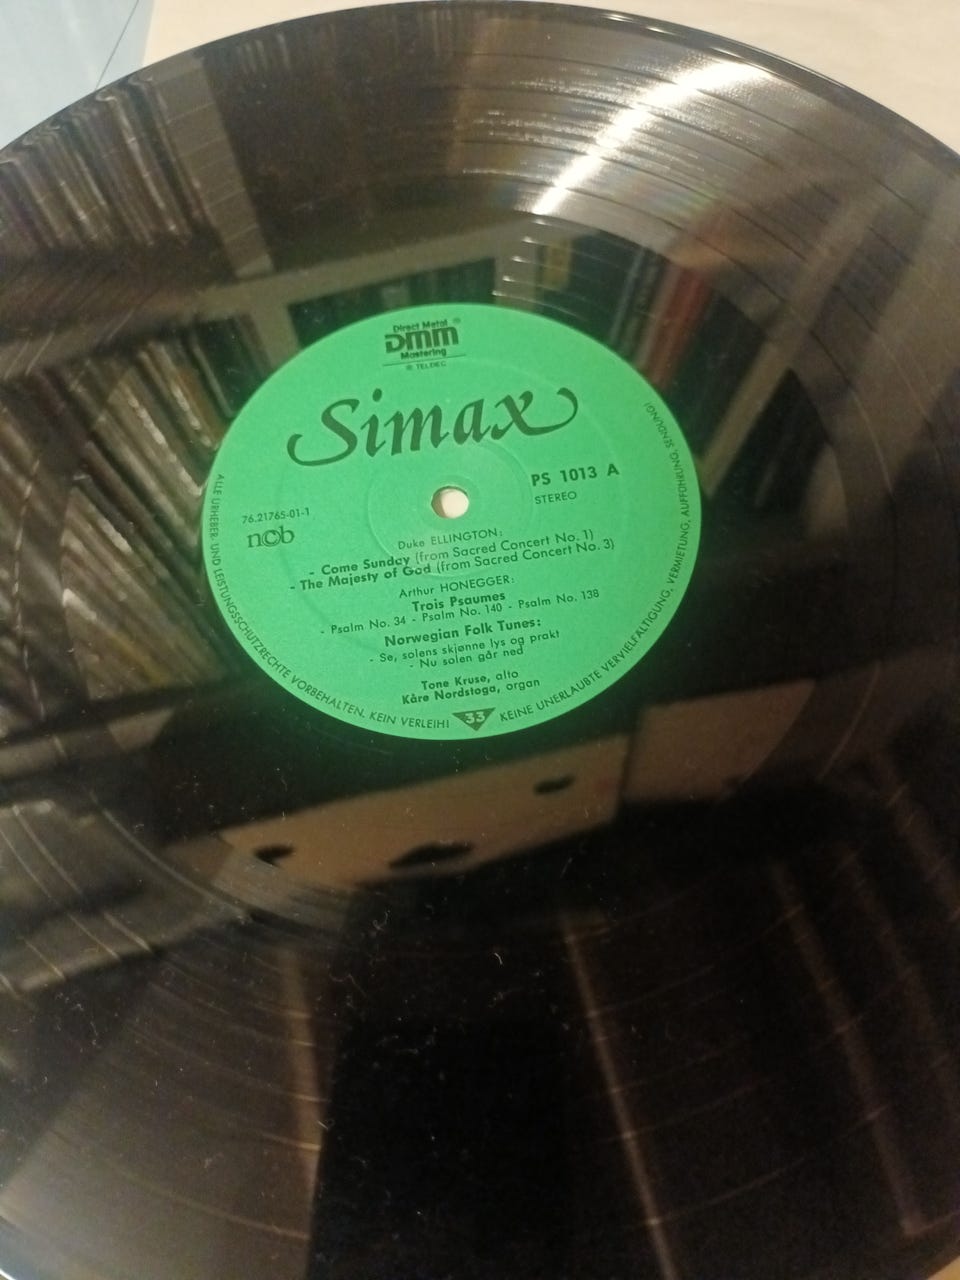 Direct Metal
DMM
Mastering
® TELDEC
Simax
PS 1013 A
STEREO
76.21765-01-1
ncb
Duke ELLINGTON:
- Come Sunday (from Sacred Concert No. 1)
- The Majesty of God (from Sacred Concert No. 3)
Arthur HONEGGER:
Trois Psaumes
- Psalm No. 34 - Psalm No. 140 - Psalm No. 138
Norwegian Folk Tunes:
- Se, solens skjønne lys og prakt
- Nu solen går ned
Tone Kruse, alto
Kåre Nordstoga, organ
33
ALLE URHEBER- UND LEISTUNGSSCHUTZRECHTE VORBEHALTEN. KEIN VERLEIH! KEINE UNERLAUBTE VERVIELFÄLTIGUNG, VERMIETUNG, AUFFÜHRUNG, SENDUNG!